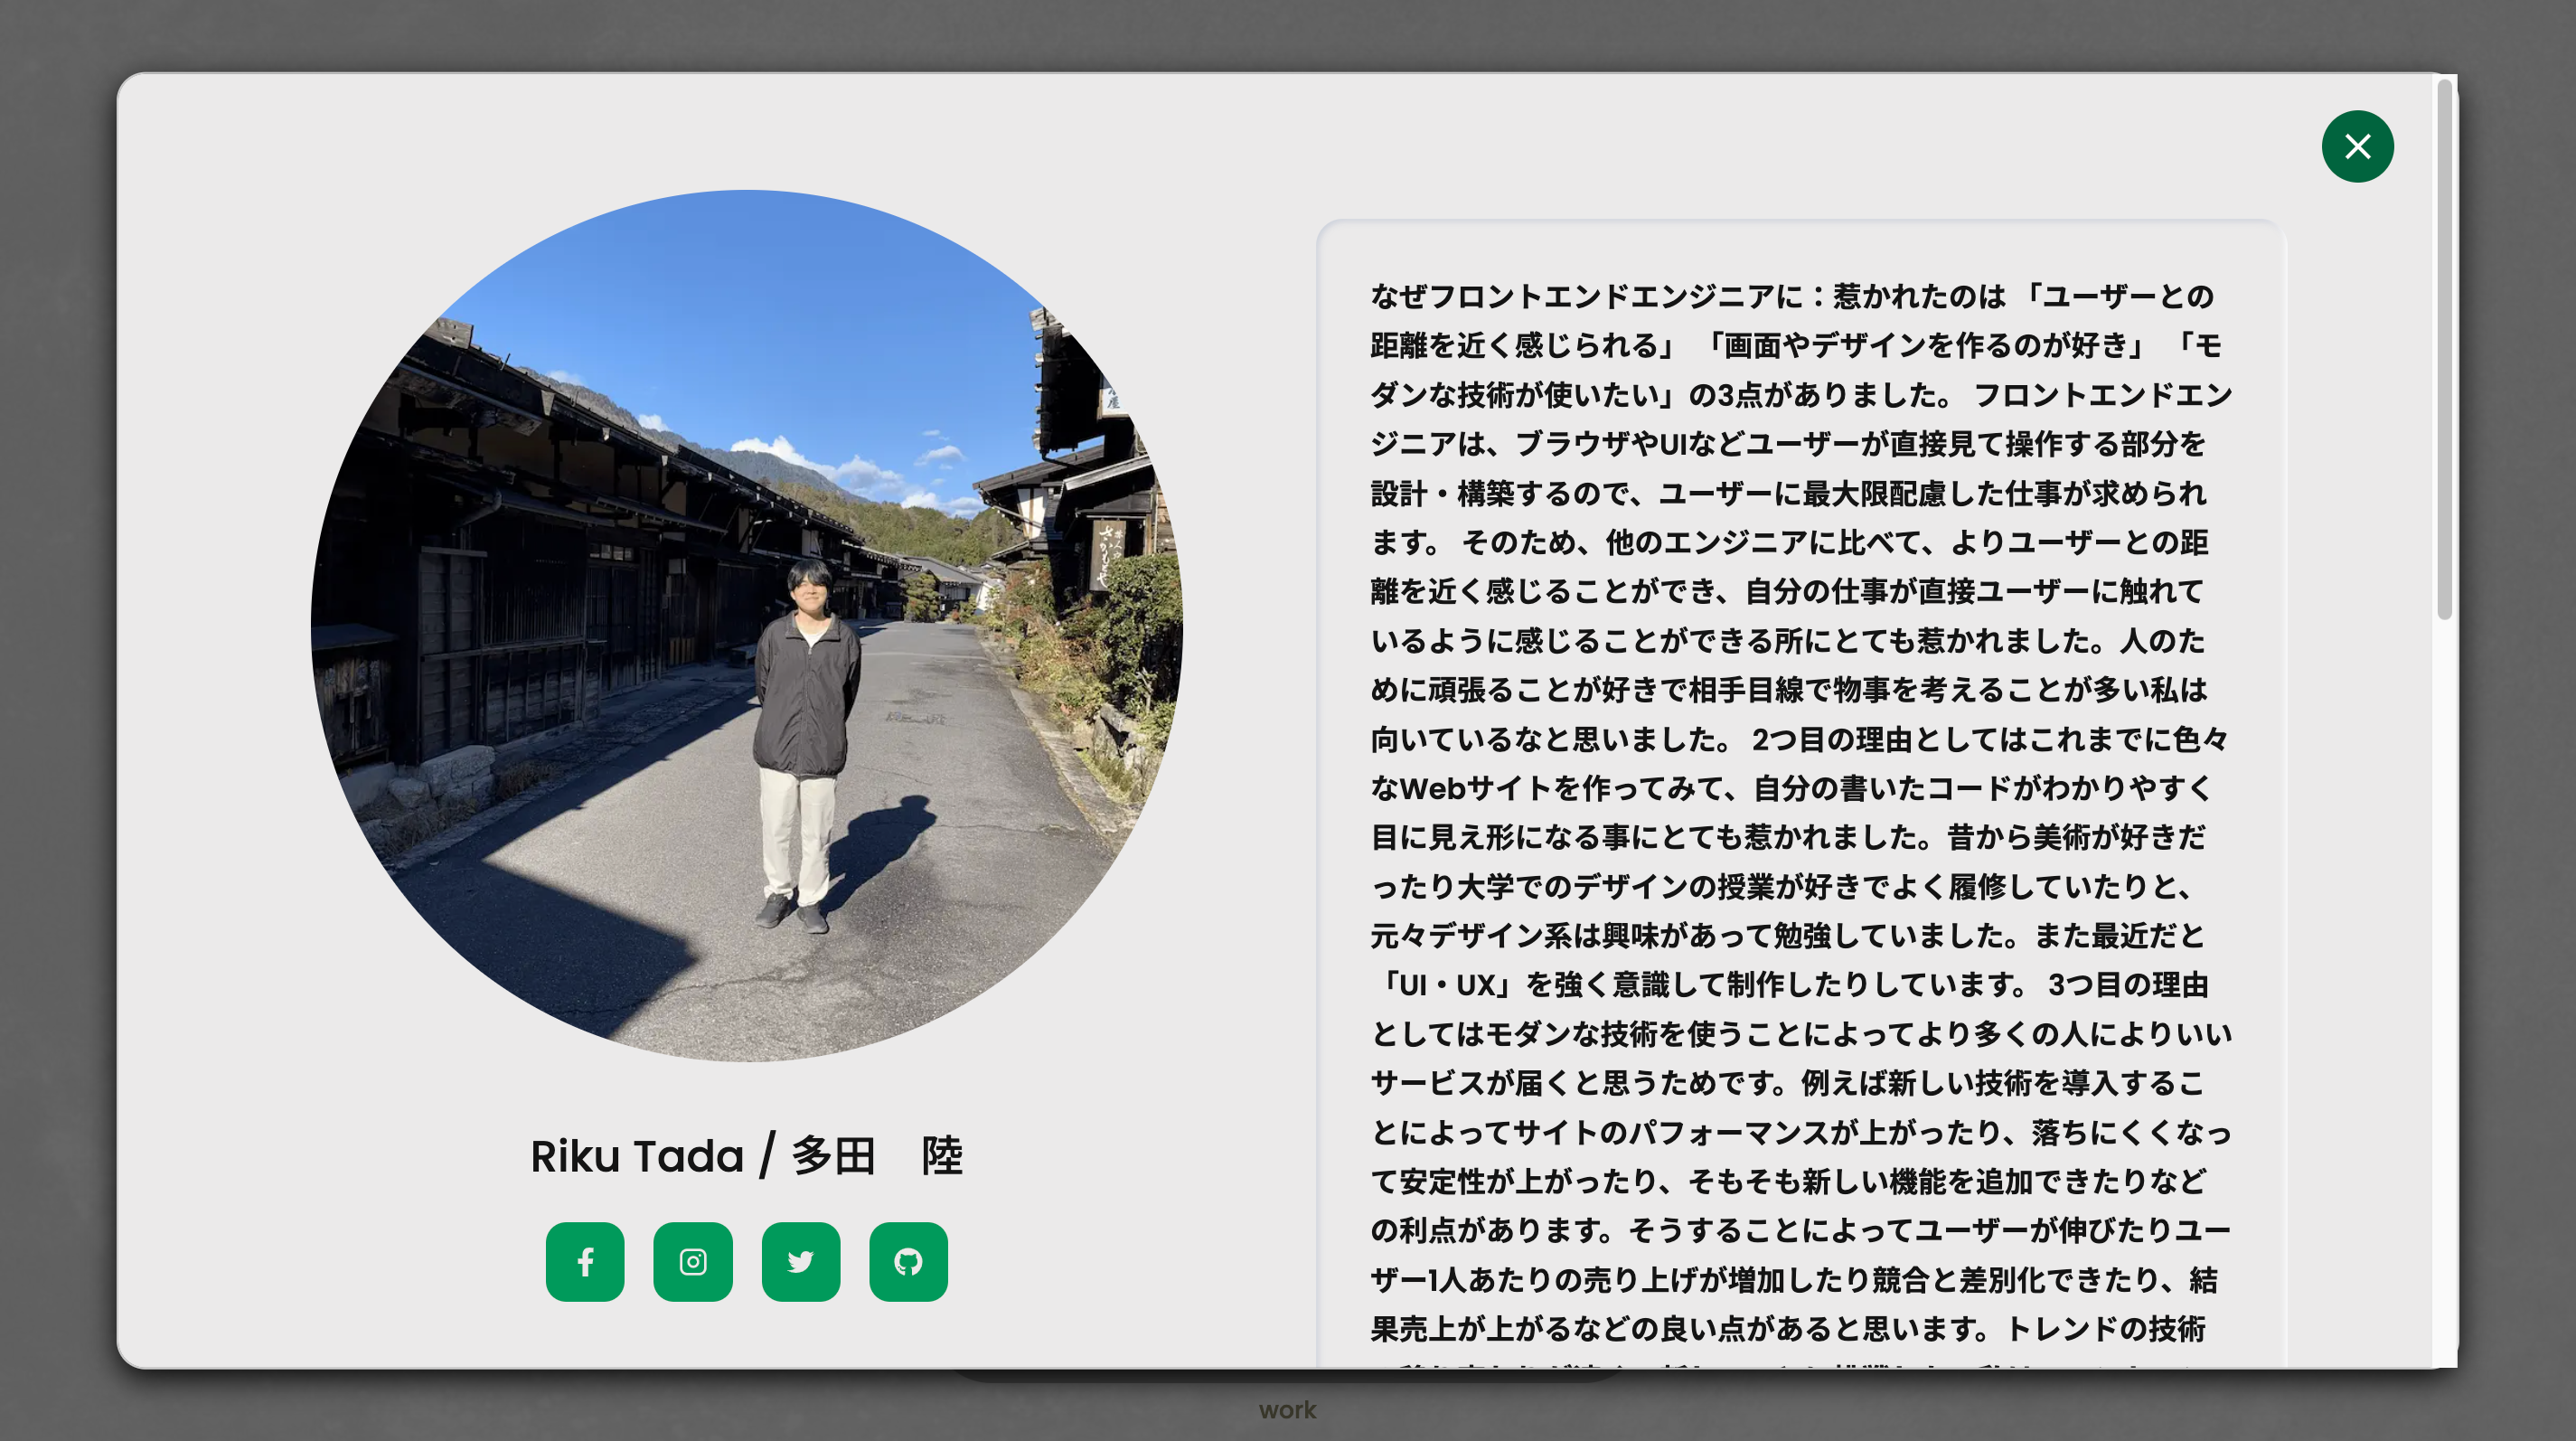 なぜフロントエンドエンジニアに：惹かれたのは 「ユーザーとの
距離を近く感じられる」 「画面やデザインを作るのが好き」 「モ
ダンな技術が使いたい」の3点がありました。 フロントエンドエン
ジニアは、ブラウザやUIなどユーザーが直接見て操作する部分を
設計・構築するので、ユーザーに最大限配慮した仕事が求められ
ます。 そのため、他のエンジニアに比べて、よりユーザーとの距
離を近く感じることができ、自分の仕事が直接ユーザーに触れて
いるように感じることができる所にとても惹かれました。人のた
めに頑張ることが好きで相手目線で物事を考えることが多い私は
向いているなと思いました。 2つ目の理由としてはこれまでに色々
なWebサイトを作ってみて、自分の書いたコードがわかりやすく
目に見え形になる事にとても惹かれました。昔から美術が好きだ
ったり大学でのデザインの授業が好きでよく履修していたりと、
元々デザイン系は興味があって勉強していました。また最近だと
「UI・UX」を強く意識して制作したりしています。 3つ目の理由
としてはモダンな技術を使うことによってより多くの人によりいい
サービスが届くと思うためです。例えば新しい技術を導入するこ
とによってサイトのパフォーマンスが上がったり、落ちにくくなっ
て安定性が上がったり、そもそも新しい機能を追加できたりなど
の利点があります。そうすることによってユーザーが伸びたりユー
ザー1人あたりの売り上げが増加したり競合と差別化できたり、結
果売上が上がるなどの良い点があると思います。トレンドの技術
Riku Tada / 多田　陸
work